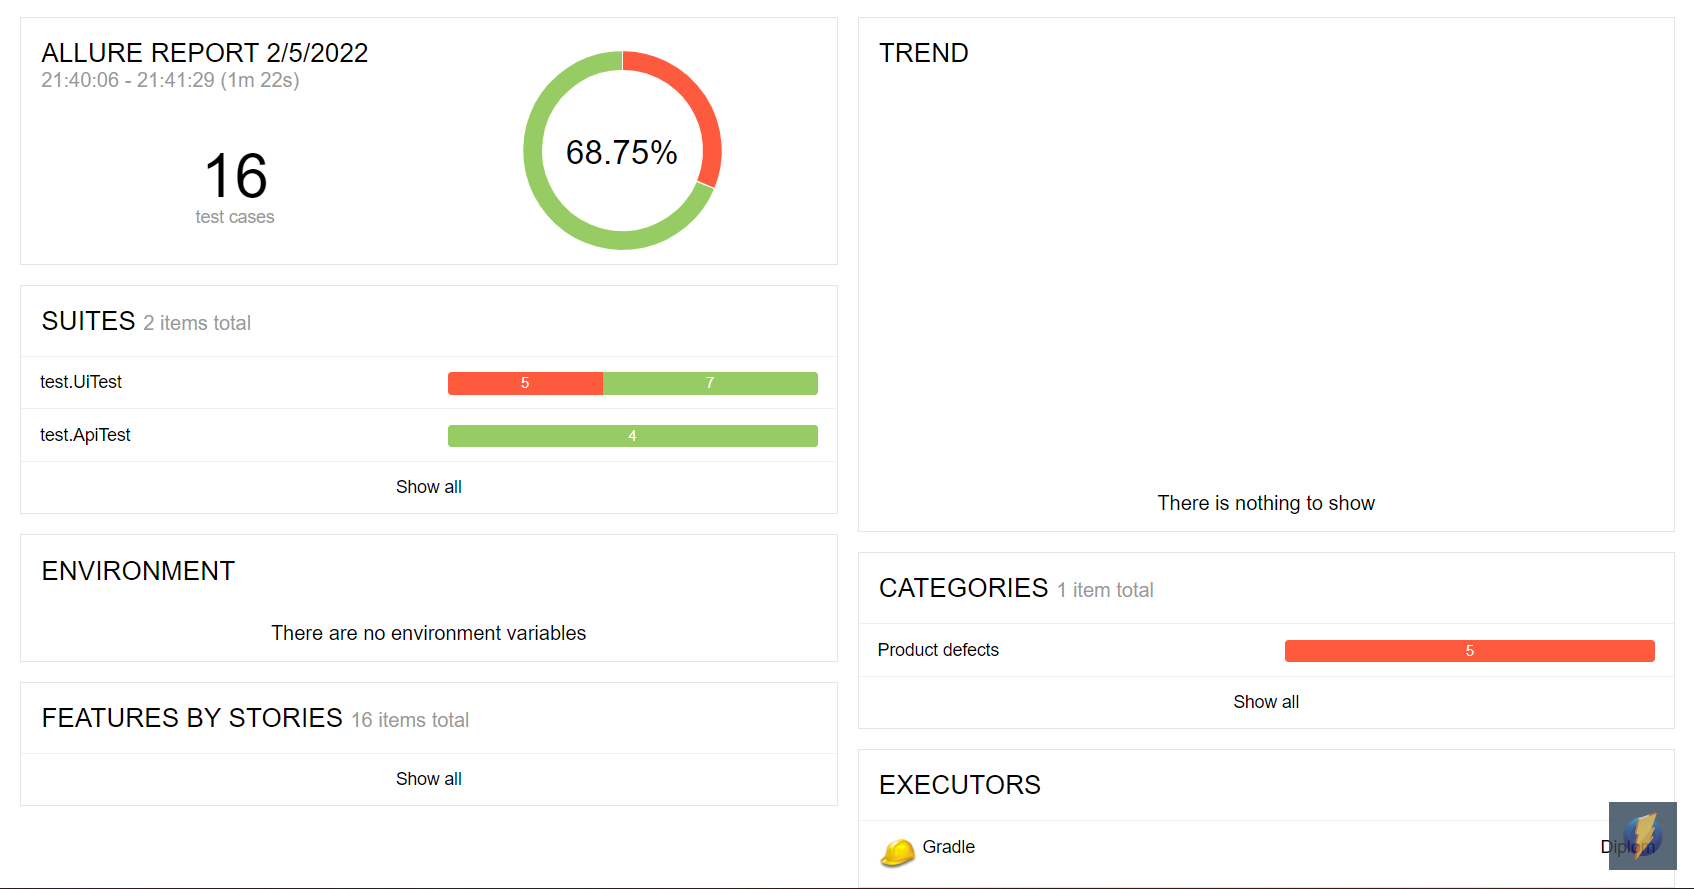 ALLURE REPORT 2/5/2022
21:40:06 - 21:41:29 (1m 22s)
16
test cases
68.75%
SUITES 2 items total
test.UiTest 5 7
test.ApiTest 4
Show all
ENVIRONMENT
There are no environment variables
FEATURES BY STORIES 16 items total
Show all
TREND
There is nothing to show
CATEGORIES 1 item total
Product defects 5
Show all
EXECUTORS
Gradle Diplom